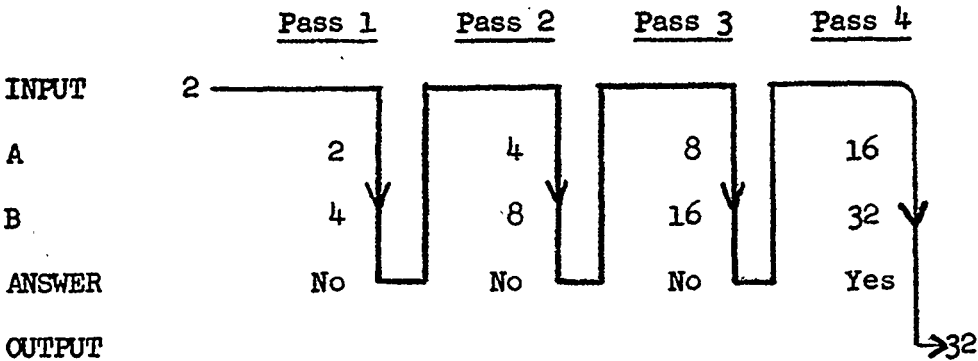 Pass 1 Pass 2 Pass 3 Pass 4
INPUT 2
A 2 4 8 16
B 4 8 16 32
ANSWER No No No Yes
OUTPUT 32